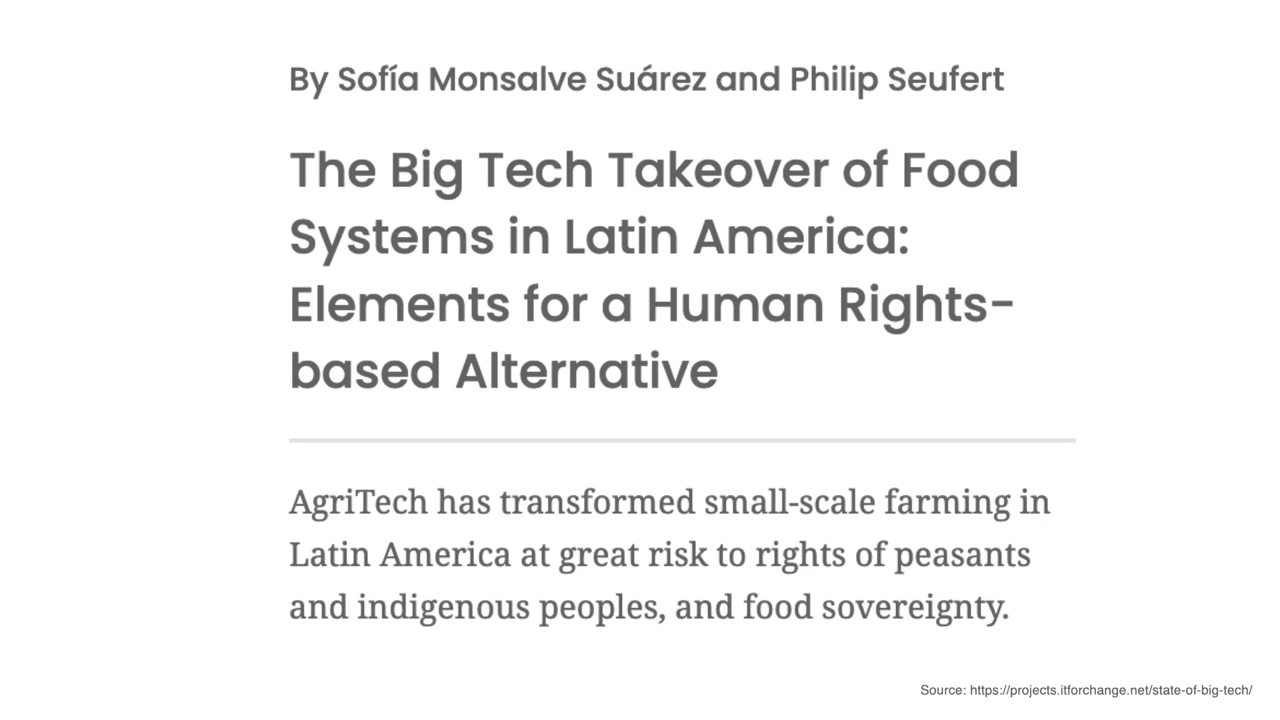 By Sofía Monsalve Suárez and Philip Seufert
The Big Tech Takeover of Food
Systems in Latin America:
Elements for a Human Rights-
based Alternative
AgriTech has transformed small-scale farming in
Latin America at great risk to rights of peasants
and indigenous peoples, and food sovereignty.
Source: https://projects.itforchange.net/state-of-big-tech/